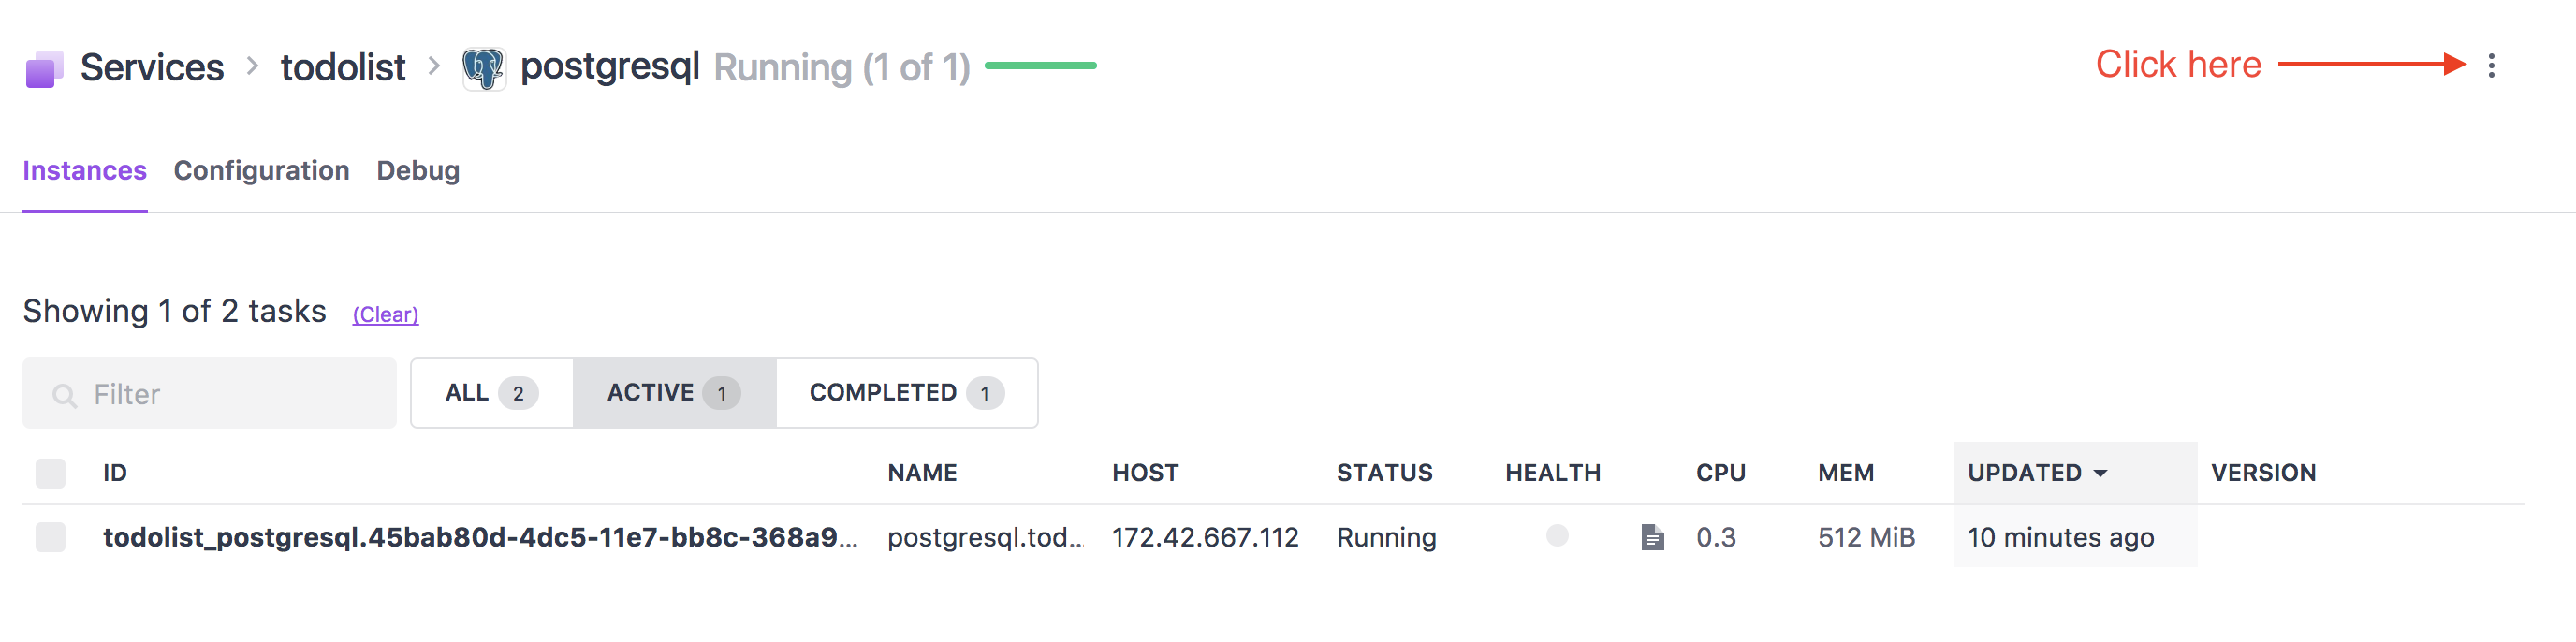 Services > todolist > postgresql Running (1 of 1)
Click here
Instances Configuration Debug
Showing 1 of 2 tasks (Clear)
Filter ALL 2 ACTIVE 1 COMPLETED 1
ID NAME HOST STATUS HEALTH CPU MEM UPDATED VERSION
todolist_postgresql.45bab80d-4dc5-11e7-bb8c-368a9... postgresql.tod... 172.42.667.112 Running 0.3 512 MiB 10 minutes ago